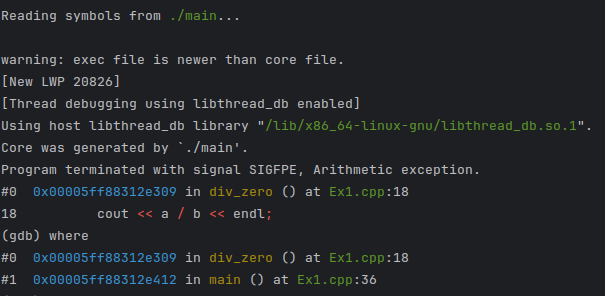 Reading symbols from ./main...
warning: exec file is newer than core file.
[New LWP 20826]
[Thread debugging using libthread_db enabled]
Using host libthread_db library "/lib/x86_64-linux-gnu/libthread_db.so.1".
Core was generated by `./main'.
Program terminated with signal SIGFPE, Arithmetic exception.
#0  0x00005ff88312e309 in div_zero () at Ex1.cpp:18
18          cout << a / b << endl;
(gdb) where
#0  0x00005ff88312e309 in div_zero () at Ex1.cpp:18
#1  0x00005ff88312e412 in main () at Ex1.cpp:36